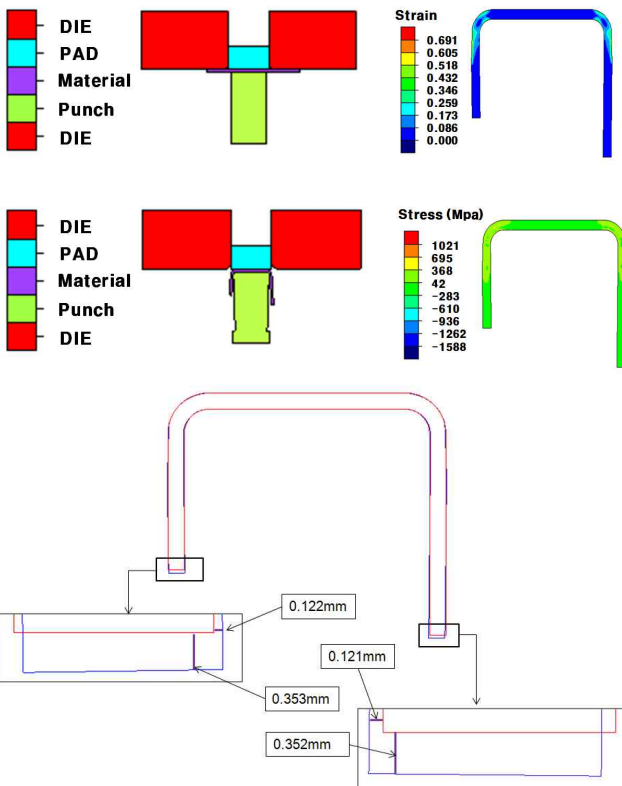 DIE
PAD
Material
Punch
DIE
Strain
0.691
0.605
0.518
0.432
0.346
0.259
0.173
0.086
0.000
DIE
PAD
Material
Punch
DIE
Stress (Mpa)
1021
695
368
42
-283
-610
-936
-1262
-1588
0.122mm
0.353mm
0.121mm
0.352mm